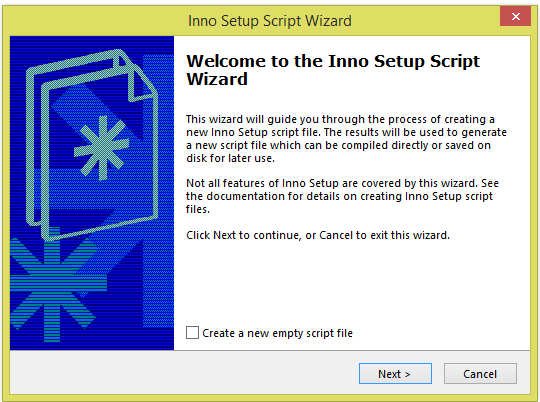 Inno Setup Script Wizard
Welcome to the Inno Setup Script
Wizard
This wizard will guide you through the process of creating a
new Inno Setup script file. The results will be used to generate
a new script file which can be compiled directly or saved on
disk for later use.
Not all features of Inno Setup are covered by this wizard. See
the documentation for details on creating Inno Setup script
files.
Click Next to continue, or Cancel to exit this wizard.
Create a new empty script file
Next >
Cancel